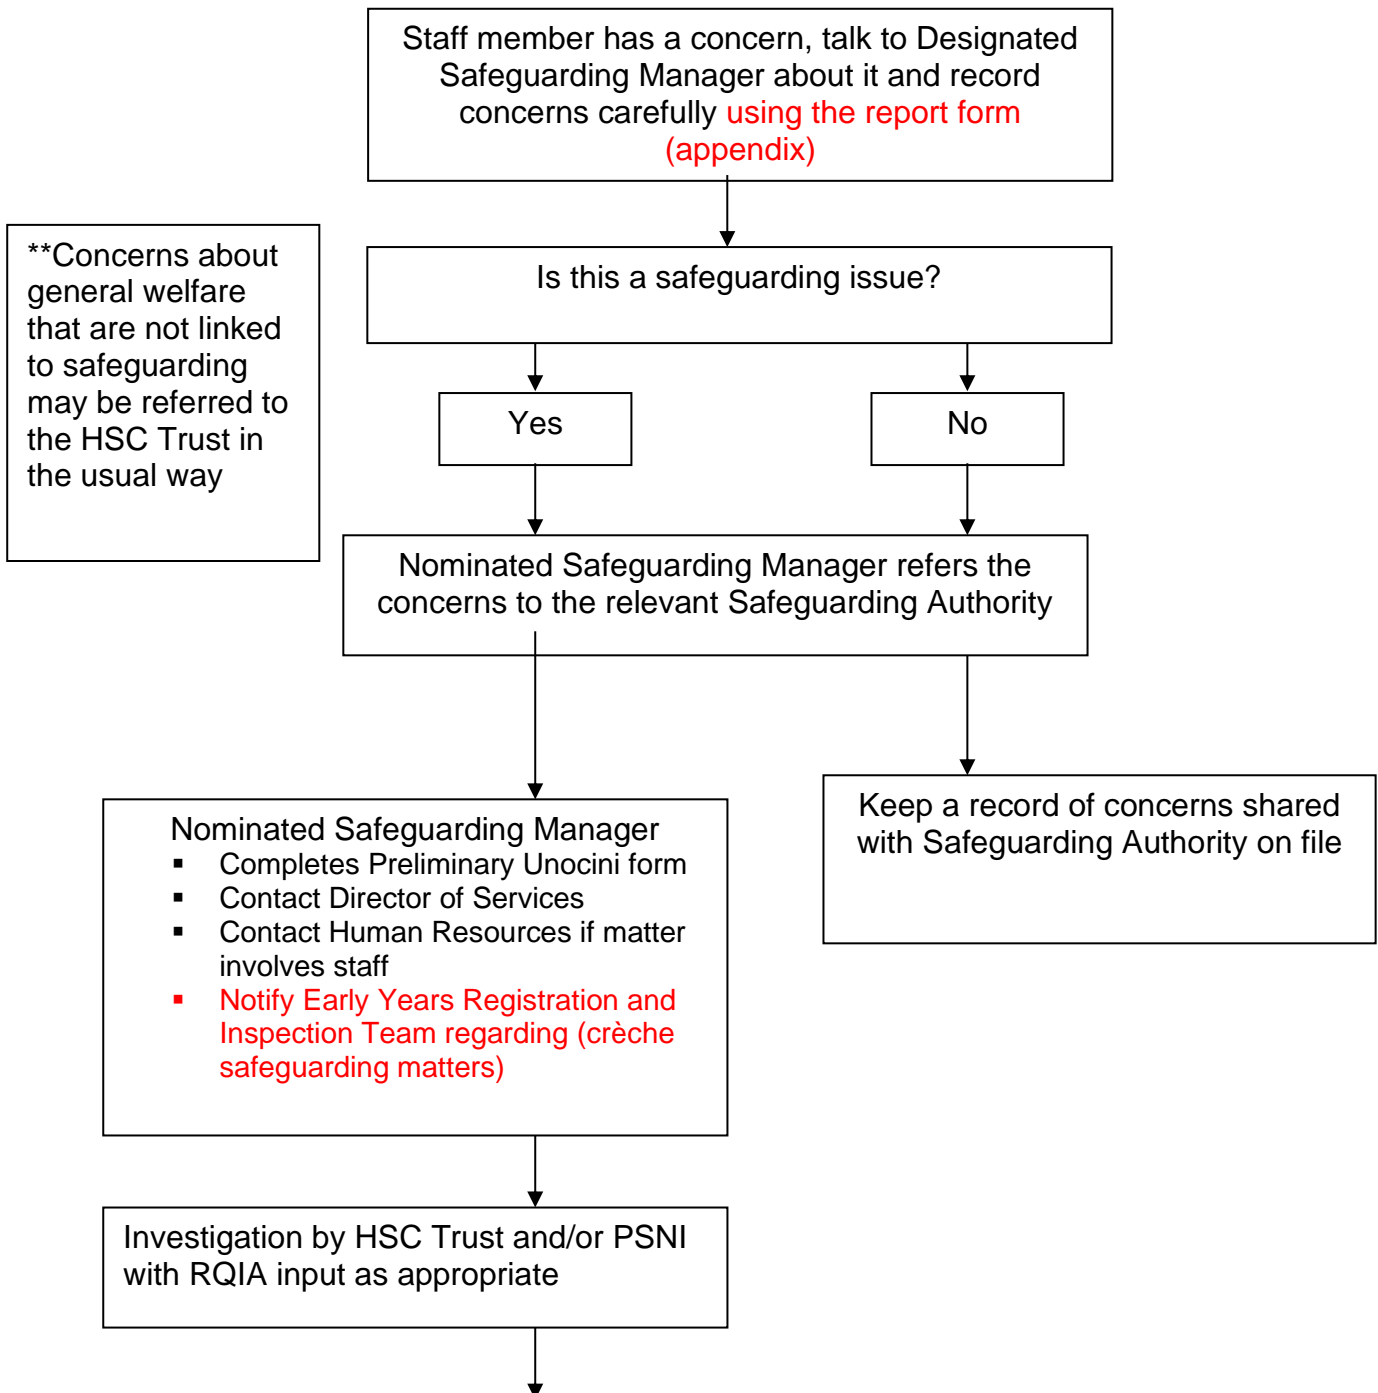 Staff member has a concern, talk to Designated
Safeguarding Manager about it and record
concerns carefully using the report form
(appendix)
**Concerns about
general welfare
that are not linked
to safeguarding
may be referred to
the HSC Trust in
the usual way
Is this a safeguarding issue?
Yes
No
Nominated Safeguarding Manager refers the
concerns to the relevant Safeguarding Authority
Nominated Safeguarding Manager
▪ Completes Preliminary Unocini form
▪ Contact Director of Services
▪ Contact Human Resources if matter
involves staff
▪ Notify Early Years Registration and
Inspection Team regarding (crèche
safeguarding matters)
Keep a record of concerns shared
with Safeguarding Authority on file
Investigation by HSC Trust and/or PSNI
with RQIA input as appropriate